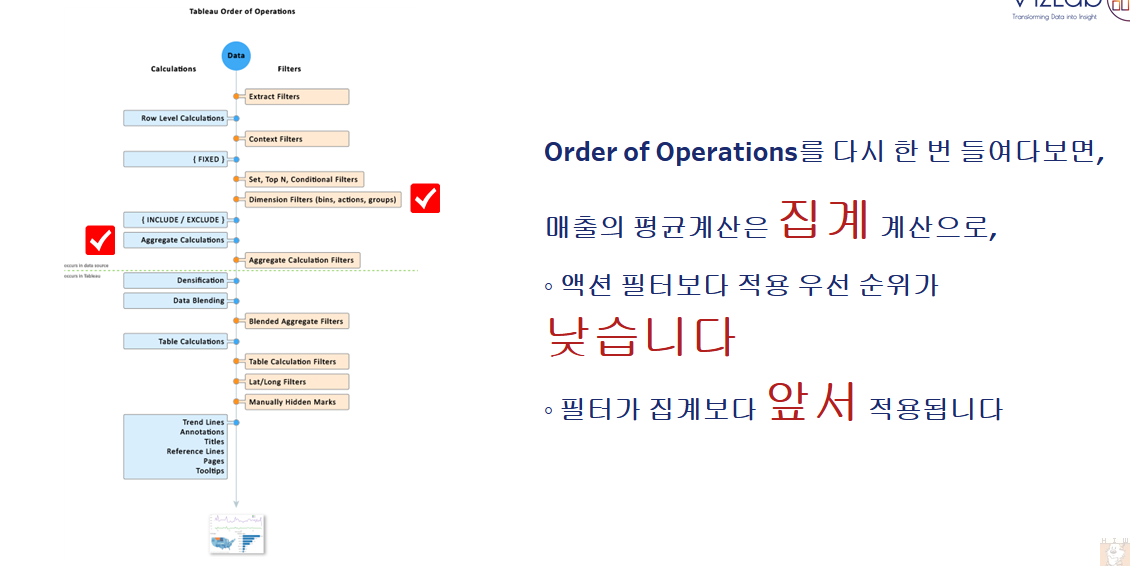 Tableau Order of Operations
VizLab
Transforming Data into Insight
Data
Calculations
Filters
Extract Filters
Row Level Calculations
Context Filters
{ FIXED }
Set, Top N, Conditional Filters
Dimension Filters (bins, actions, groups)
{ INCLUDE / EXCLUDE }
Aggregate Calculations
Aggregate Calculation Filters
occurs in data source
occurs in Tableau
Densification
Data Blending
Blended Aggregate Filters
Table Calculations
Table Calculation Filters
Lat/Long Filters
Manually Hidden Marks
Trend Lines
Annotations
Titles
Reference Lines
Pages
Tooltips
Order of Operations를 다시 한 번 들여다보면,
매출의 평균계산은 집계 계산으로,
◦ 액션 필터보다 적용 우선 순위가
낮습니다
◦ 필터가 집계보다 앞서 적용됩니다